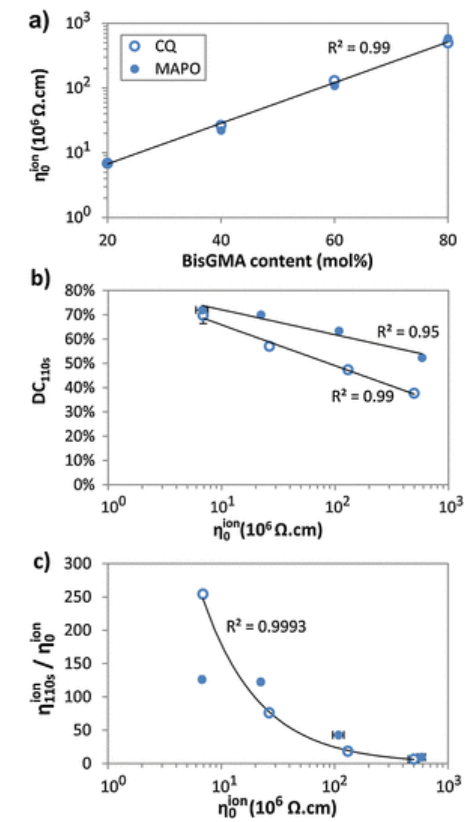 a)
10³
10²
10¹
10⁰
η₀ⁱᵒⁿ (10⁶ Ω.cm)
CQ
MAPO
R² = 0.99
20 40 60 80
BisGMA content (mol%)
b)
80%
70%
60%
50%
40%
30%
20%
10%
0%
DC₁₁₀ₛ
R² = 0.95
R² = 0.99
10⁰ 10¹ 10² 10³
η₀ⁱᵒⁿ(10⁶ Ω.cm)
c)
300
250
200
150
100
50
0
η₁₁₀ₛⁱᵒⁿ / η₀ⁱᵒⁿ
R² = 0.9993
10⁰ 10¹ 10² 10³
η₀ⁱᵒⁿ(10⁶ Ω.cm)